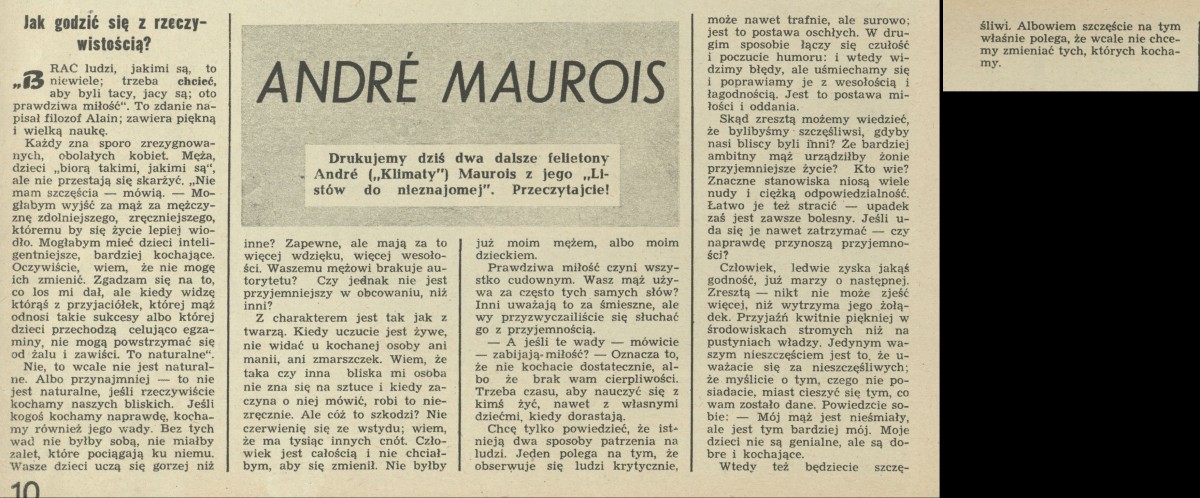 Jak godzić się z rzeczy-
wistością?
„BRAC ludzi, jakimi są, to
niewiele; trzeba chcieć,
aby byli tacy, jacy są; oto
prawdziwa miłość". To zdanie na-
pisał filozof Alain; zawiera piękną
i wielką naukę.
Każdy zna sporo zrezygnowa-
nych, obolałych kobiet. Męża,
dzieci „biorą takimi, jakimi są",
ale nie przestają się skarżyć. „Nie
mam szczęścia — mówią. — Mo-
głabym wyjść za mąż za mężczy-
znę zdolniejszego, zręczniejszego,
któremu by się życie lepiej wio-
dło. Mogłabym mieć dzieci inteli-
gentniejsze, bardziej kochające.
Oczywiście, wiem, że nie mogę
ich zmienić. Zgadzam się na to,
co los mi dał, ale kiedy widzę
którąś z przyjaciółek, której mąż
odnosi takie sukcesy albo której
dzieci przechodzą celująco egza-
miny, nie mogą powstrzymać się
od żalu i zawiści. To naturalne".
Nie, to wcale nie jest natural-
ne. Albo przynajmniej — to nie
jest naturalne, jeśli rzeczywiście
kochamy naszych bliskich. Jeśli
kogoś kochamy naprawdę, kocha-
my również jego wady. Bez tych
wad nie byłby sobą, nie miałby
zalet, które pociągają ku niemu.
Wasze dzieci uczą się gorzej niż
10
ANDRÉ MAUROIS
Drukujemy dziś dwa dalsze felietony
André („Klimaty") Maurois z jego „Li-
stów do nieznajomej". Przeczytajcie!
inne? Zapewne, ale mają za to
więcej wdzięku, więcej wesoło-
ści. Waszemu mężowi brakuje au-
torytetu? Czy jednak nie jest
przyjemniejszy w obcowaniu, niż
inni?
Z charakterem jest tak jak z
twarzą. Kiedy uczucie jest żywe,
nie widać u kochanej osoby ani
manii, ani zmarszczek. Wiem, że
taka czy inna bliska mi osoba
nie zna się na sztuce i kiedy za-
czyna o niej mówić, robi to nie-
zręcznie. Ale cóż to szkodzi? Nie
czerwienię się ze wstydu; wiem,
że ma tysiąc innych cnót. Czło-
wiek jest całością i nie chciał-
bym, aby się zmienił. Nie byłby
już moim mężem, albo moim
dzieckiem.
Prawdziwa miłość czyni wszy-
stko cudownym. Wasz mąż uży-
wa za często tych samych słów?
Inni uważają to za śmieszne, ale
wy przyzwyczailiście się słuchać
go z przyjemnością.
— A jeśli te wady — mówicie
— zabijają miłość? — Oznacza to,
że nie kochacie dostatecznie, al-
bo że brak wam cierpliwości.
Trzeba czasu, aby nauczyć się z
kimś żyć, nawet z własnymi
dziećmi, kiedy dorastają.
Chcę tylko powiedzieć, że ist-
nieją dwa sposoby patrzenia na
ludzi. Jeden polega na tym, że
obserwuje się ludzi krytycznie,
może nawet trafnie, ale surowo;
jest to postawa oschłych. W dru-
gim sposobie łączy się czułość
i poczucie humoru: i wtedy wi-
dzimy błędy, ale uśmiechamy się
i poprawiamy je z wesołością i
łagodnością. Jest to postawa mi-
łości i oddania.
Skąd zresztą możemy wiedzieć,
że bylibyśmy szczęśliwsi, gdyby
nasi bliscy byli inni? Że bardziej
ambitny mąż urządziłby żonie
przyjemniejsze życie? Kto wie?
Znaczne stanowiska niosą wiele
nudy i ciężką odpowiedzialność.
Łatwo je też stracić — upadek
zaś jest zawsze bolesny. Jeśli u-
da się je nawet zatrzymać — czy
naprawdę przynoszą przyjemno-
ści?
Człowiek, ledwie zyska jakąś
godność, już marzy o następnej.
Zresztą — nikt nie może zjeść
więcej, niż wytrzyma jego żołą-
dek. Przyjaźń kwitnie piękniej w
środowiskach stromych niż na
pustyniach władzy. Jedynym wa-
szym nieszczęściem jest to, że u-
ważacie się za nieszczęśliwych;
że myślicie o tym, czego nie po-
siadacie, miast cieszyć się tym, co
wam zostało dane. Powiedzcie so-
bie: — Mój mąż jest nieśmiały,
ale jest tym bardziej mój. Moje
dzieci nie są genialne, ale są do-
bre i kochające.
Wtedy też będziecie szczę-
śliwi. Albowiem szczęście na tym
właśnie polega, że wcale nie chce-
my zmieniać tych, których kocha-
my.